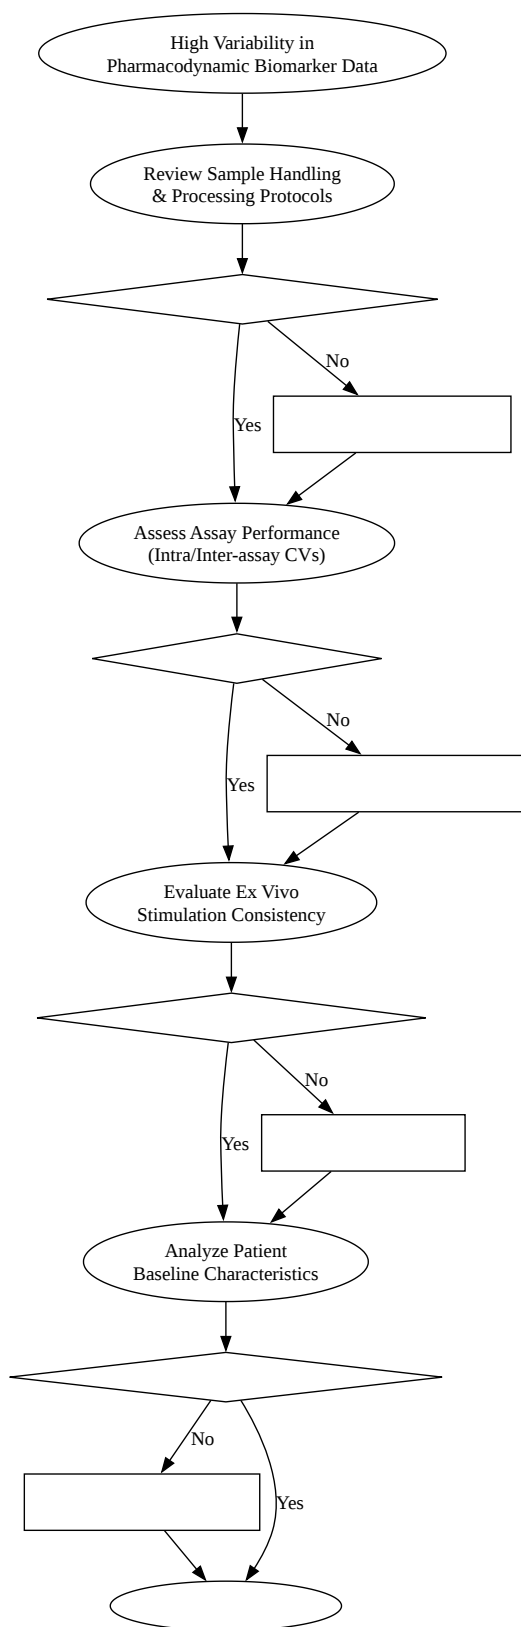 High Variability in
Pharmacodynamic Biomarker Data
Review Sample Handling
& Processing Protocols
No
Yes
Assess Assay Performance
(Intra/Inter-assay CVs)
No
Yes
Evaluate Ex Vivo
Stimulation Consistency
No
Yes
Analyze Patient
Baseline Characteristics
No
Yes